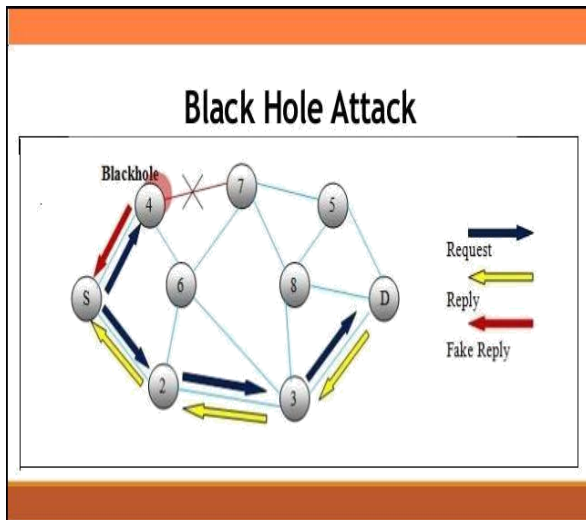 Black Hole Attack
Blackhole
4
7
5
S
6
8
D
2
3
Request
Reply
Fake Reply